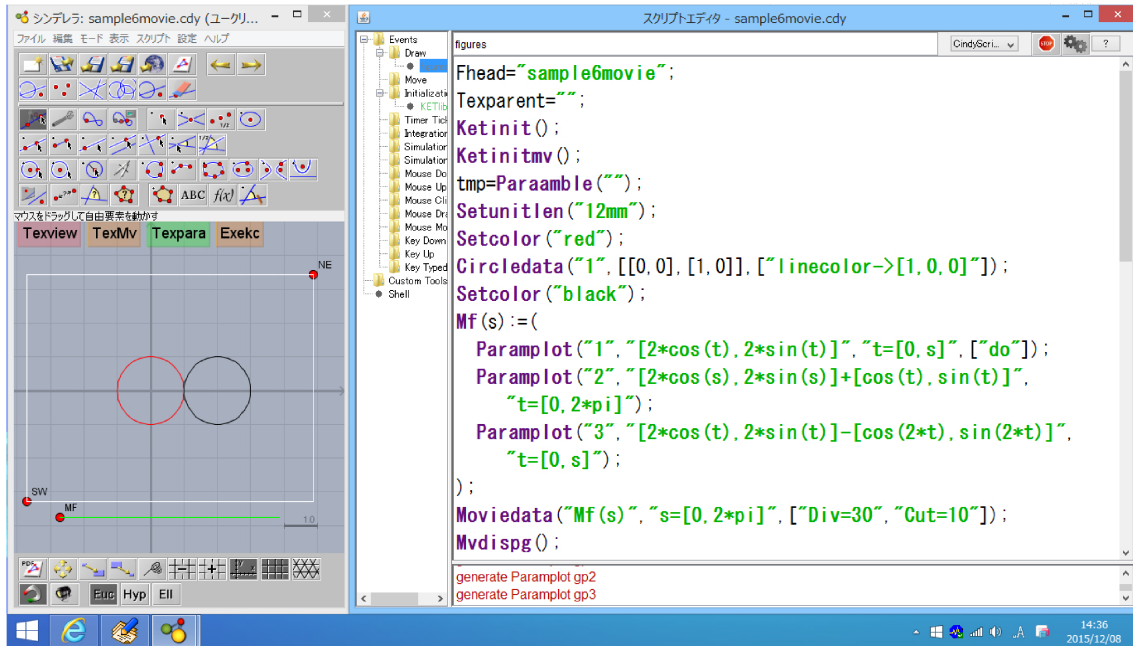 シンデレラ: sample6movie.cdy (ユークリ...
ファイル 編集 モード 表示 スクリプト 設定 ヘルプ
ABC f(x)
マウスをドラッグして自由要素を動かす
Texview TexMv Texpara Exekc
NE
SW
MF
1.0
Euc Hyp Ell
スクリプトエディタ - sample6movie.cdy
Events
Draw
Move
Initializati
KETlib
Timer Tick
Integration
Simulation
Simulation
Mouse Do
Mouse Up
Mouse Cli
Mouse Dra
Mouse Mo
Key Down
Key Up
Key Typed
Custom Tools
Shell
figures
CindyScri...
STOP
?
Fhead="sample6movie";
Texparent="";
Ketinit();
Ketinitmv();
tmp=Paraamble("");
Setunitlen("12mm");
Setcolor("red");
Circledata("1",[[0,0],[1,0]],["linecolor->[1,0,0]"]);
Setcolor("black");
Mf(s):=(
Paramplot("1","[2*cos(t),2*sin(t)]","t=[0,s]",["do"]);
Paramplot("2","[2*cos(s),2*sin(s)]+[cos(t),sin(t)]",
"t=[0,2*pi]");
Paramplot("3","[2*cos(t),2*sin(t)]-[cos(2*t),sin(2*t)]",
"t=[0,s]");
);
Moviedata("Mf(s)","s=[0,2*pi]",["Div=30","Cut=10"]);
Mvdispg();
generate Paramplot gp2
generate Paramplot gp3
14:36
2015/12/08